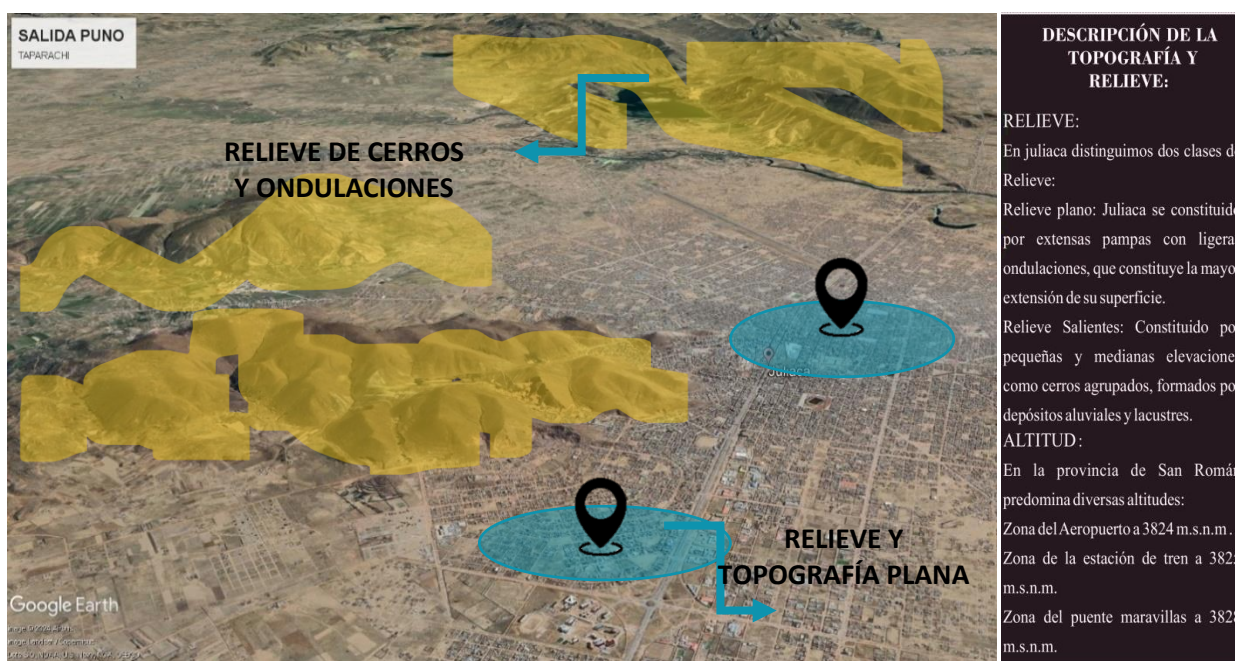 SALIDA PUNO
TAPARACHI
RELIEVE DE CERROS
Y ONDULACIONES
Juliaca
RELIEVE Y
TOPOGRAFÍA PLANA
Google Earth
DESCRIPCIÓN DE LA
TOPOGRAFÍA Y
RELIEVE:
RELIEVE:
En juliaca distinguimos dos clases d
Relieve:
Relieve plano: Juliaca se constituid
por extensas pampas con ligera
ondulaciones, que constituye la mayo
extensión de su superficie.
Relieve Salientes: Constituido po
pequeñas y medianas elevacione
como cerros agrupados, formados po
depósitos aluviales y lacustres.
ALTITUD :
En la provincia de San Romá
predomina diversas altitudes:
Zona del Aeropuerto a 3824 m.s.n.m .
Zona de la estación de tren a 382
m.s.n.m.
Zona del puente maravillas a 3828
m.s.n.m.